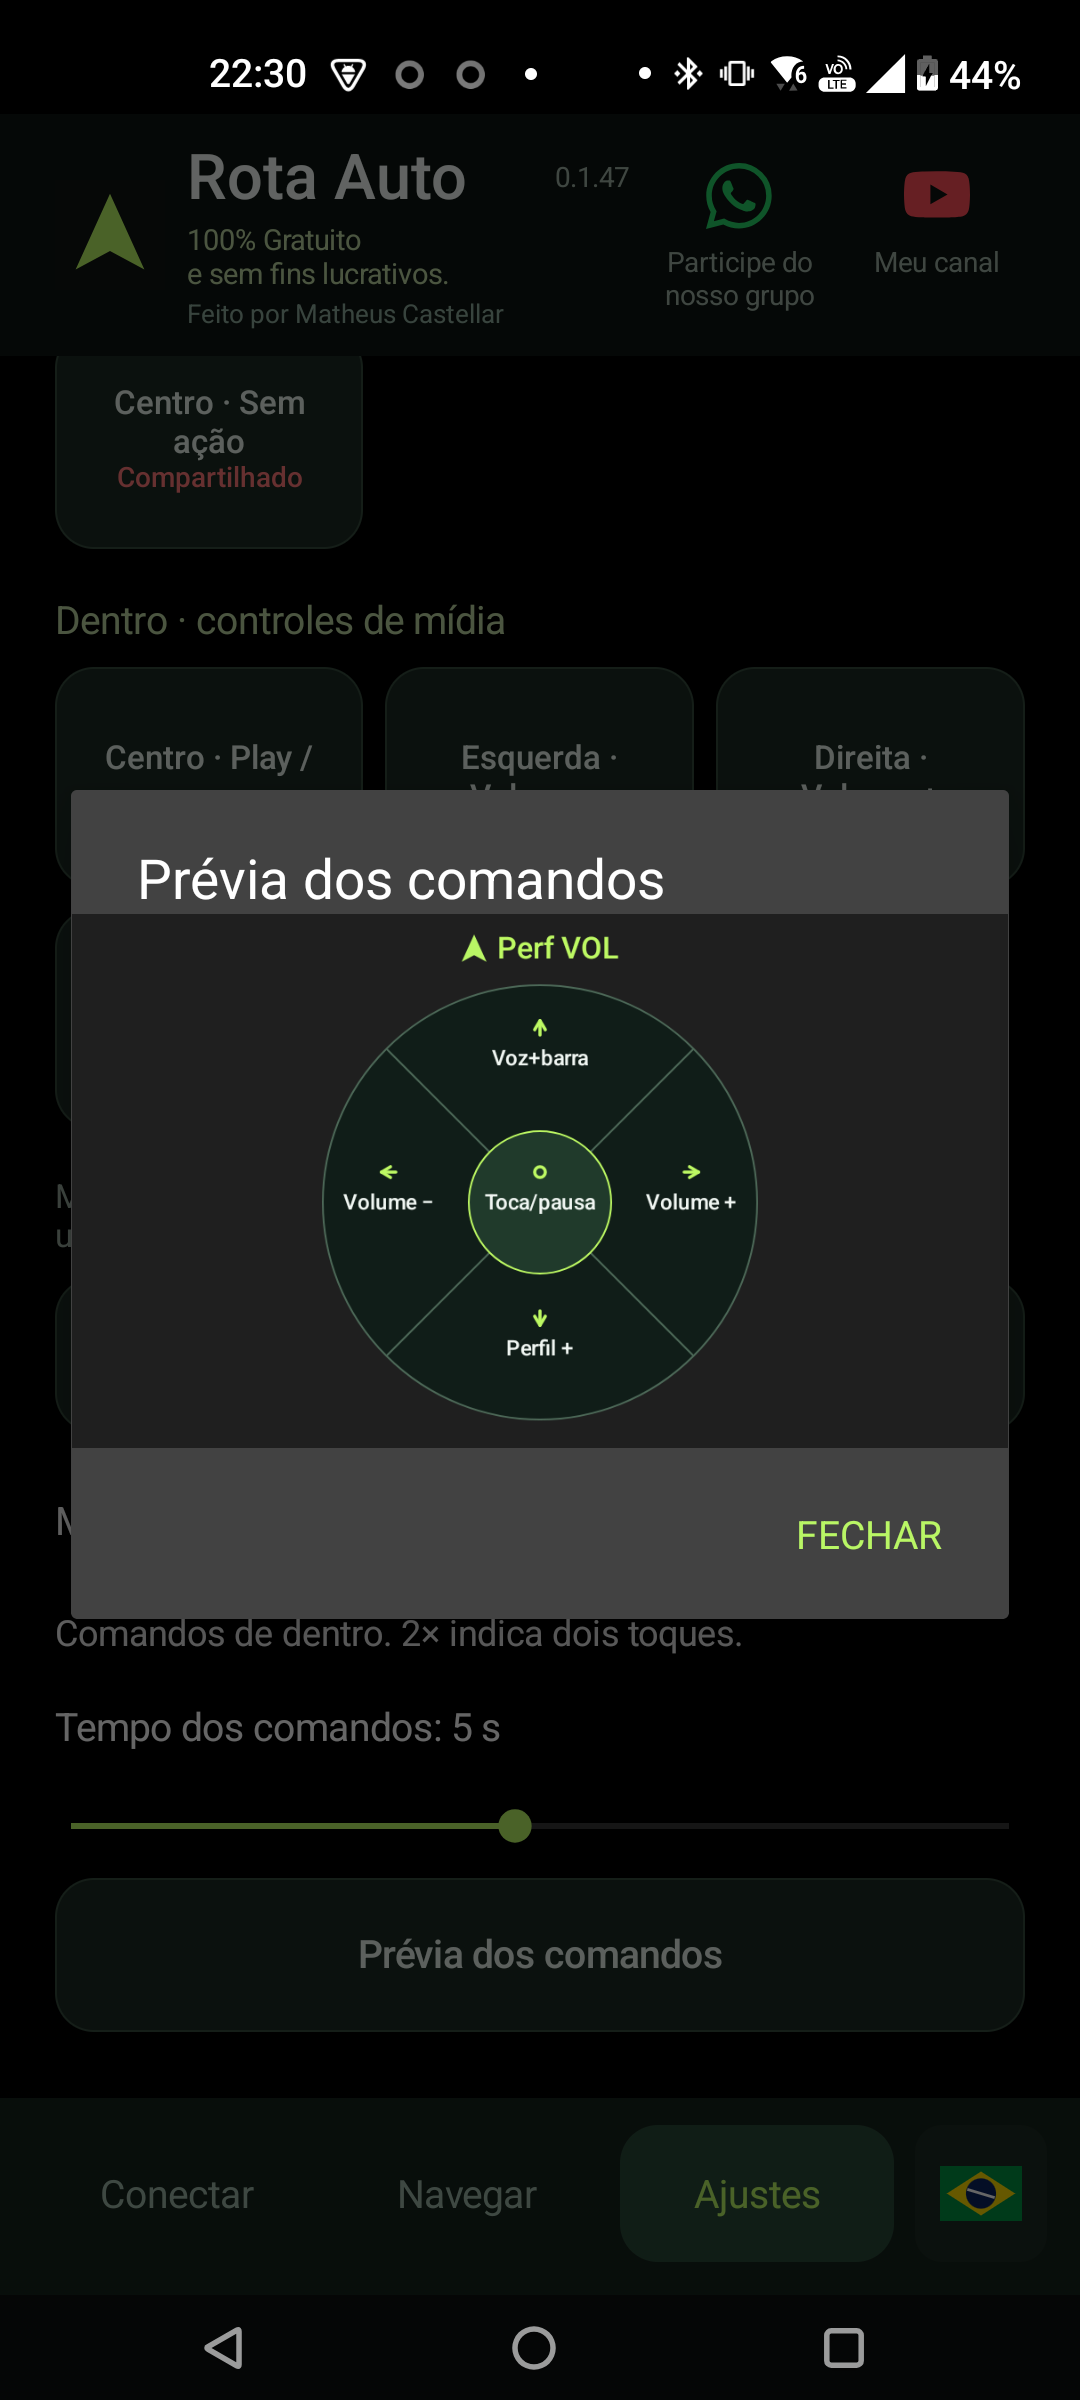 22:30
VO
LTE
6
44%
Rota Auto
0.1.47
100% Gratuito
e sem fins lucrativos.
Feito por Matheus Castellar
Participe do
nosso grupo
Meu canal
Centro · Sem
ação
Compartilhado
Dentro · controles de mídia
Centro · Play /
Esquerda ·
Direita ·
Prévia dos comandos
Perf VOL
Voz+barra
Volume −
Toca/pausa
Volume +
Perfil +
FECHAR
Comandos de dentro. 2× indica dois toques.
Tempo dos comandos: 5 s
Prévia dos comandos
Conectar
Navegar
Ajustes